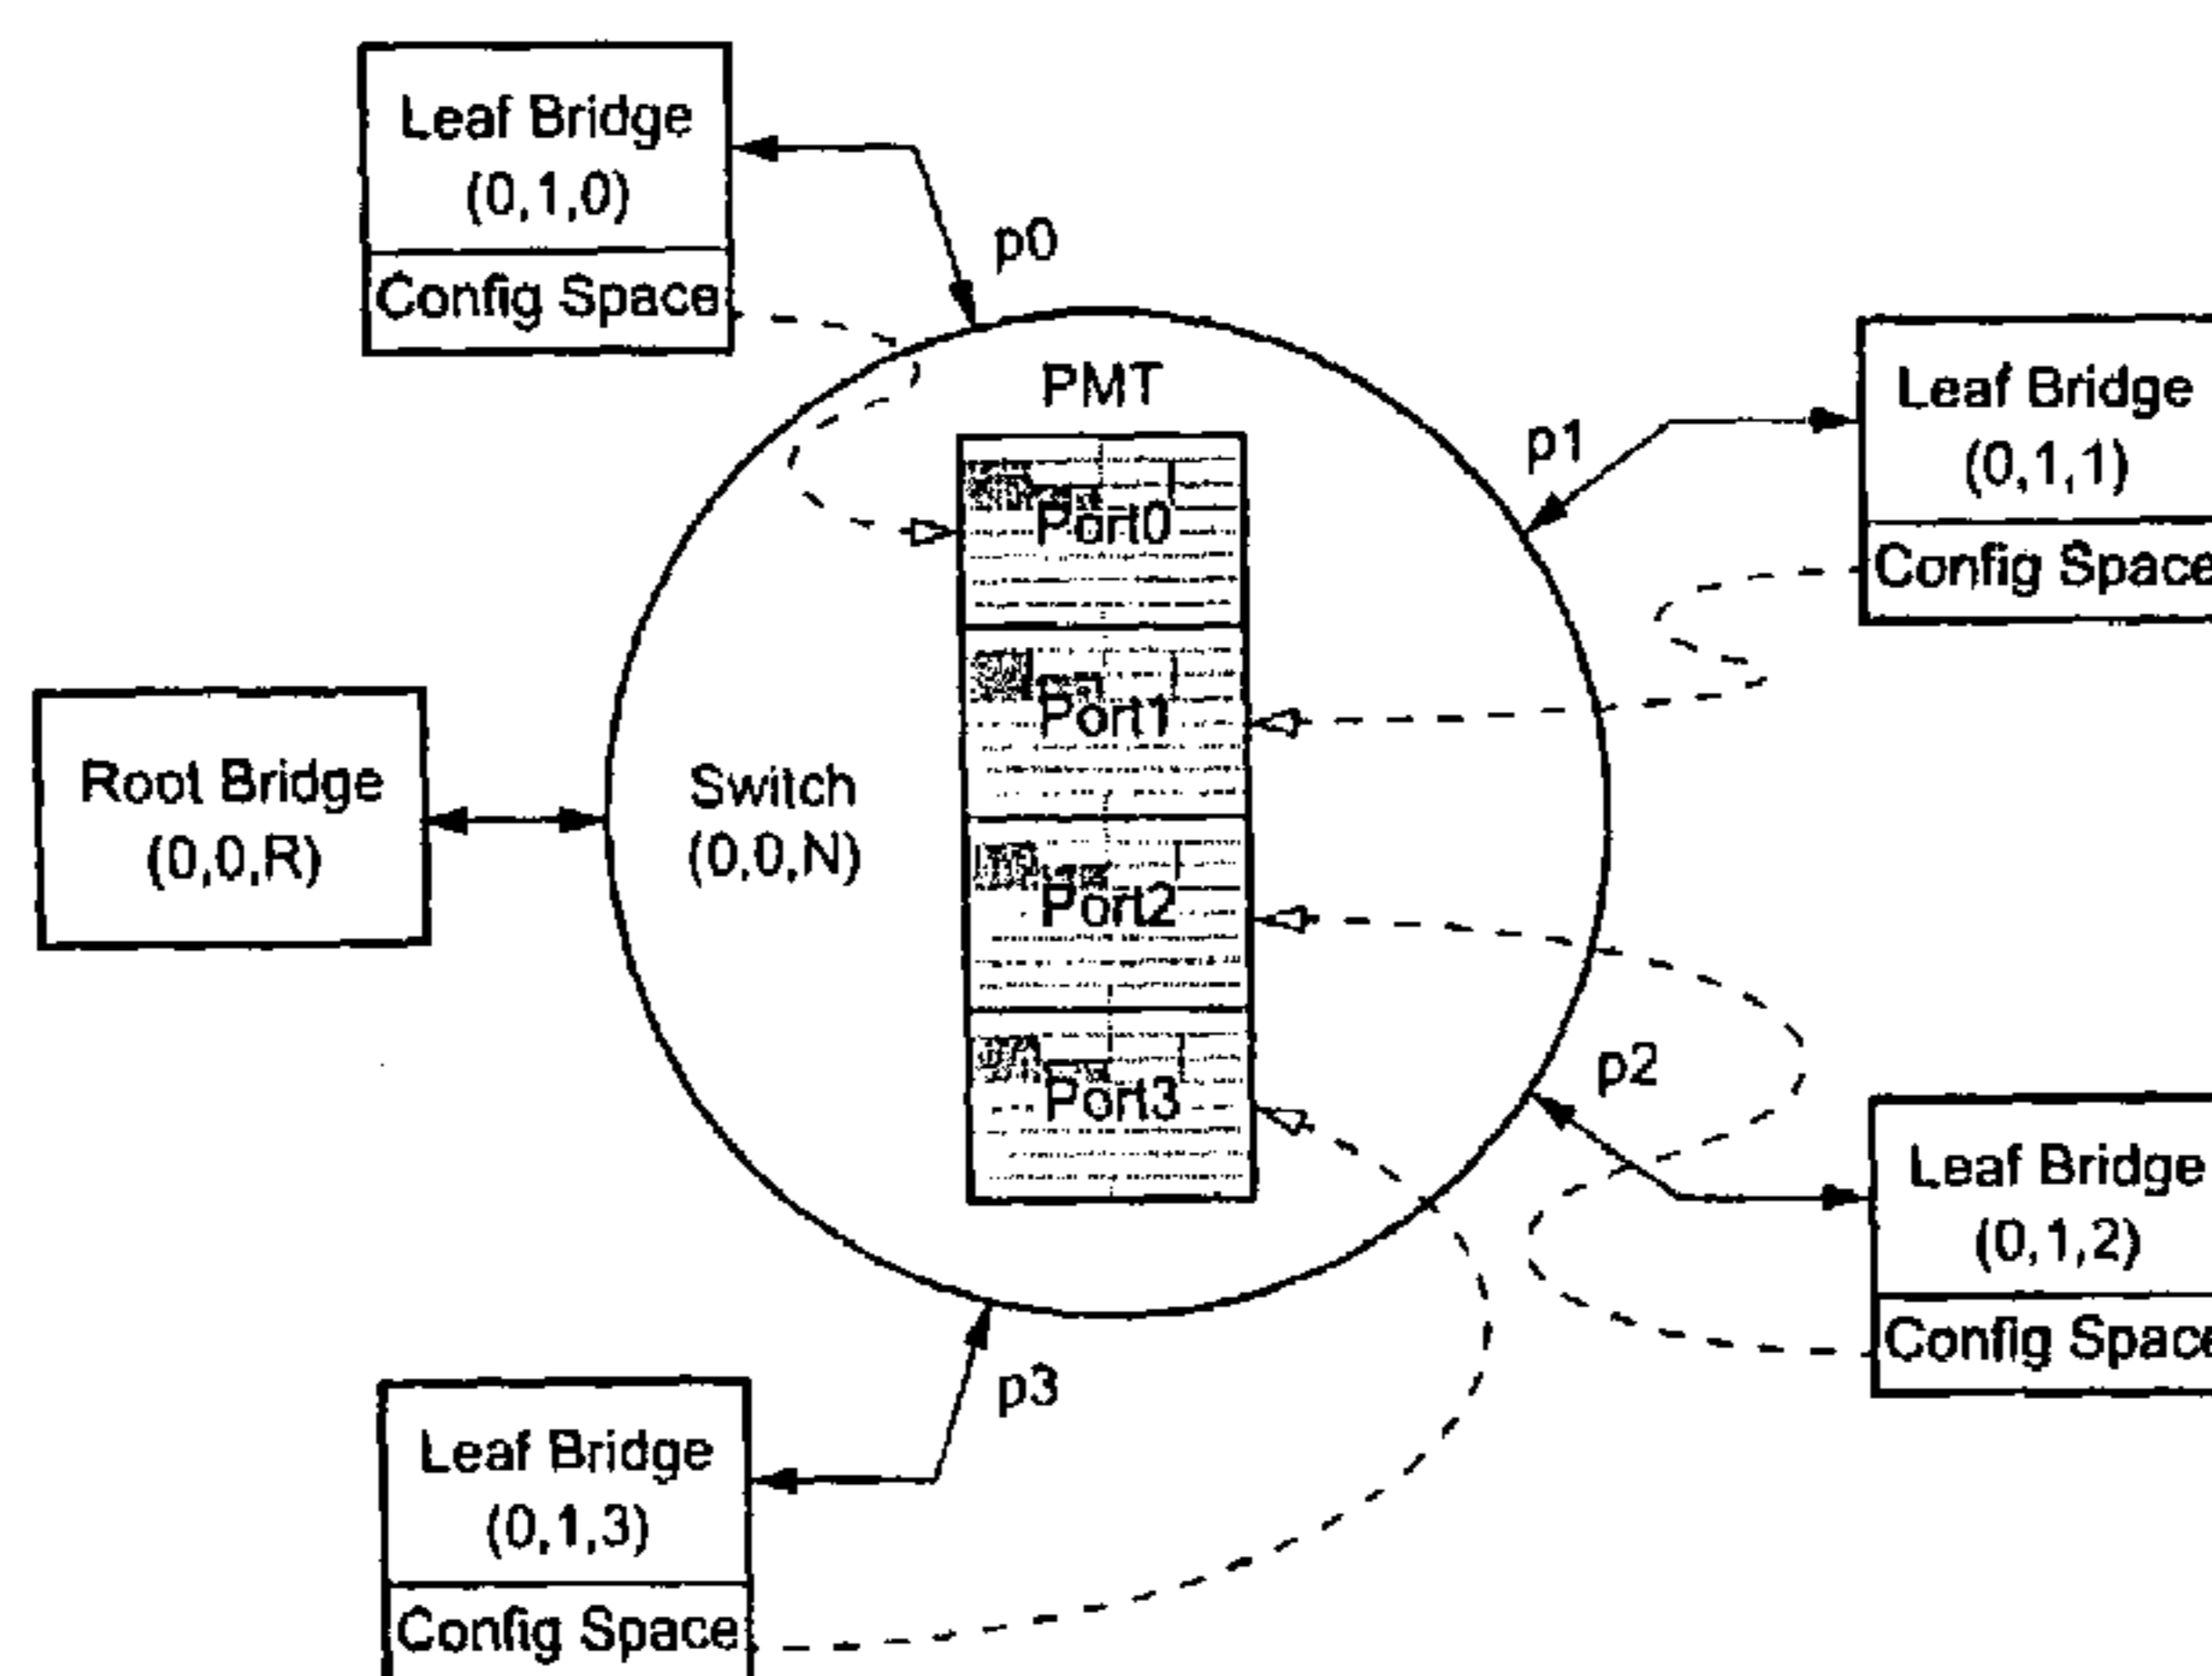 Leaf Bridge
(0,1,0)
Config Space
p0
PMT
Port0
Port1
Port2
Port3
p1
Leaf Bridge
(0,1,1)
Config Space
Root Bridge
(0,0,R)
Switch
(0,0,N)
p2
Leaf Bridge
(0,1,2)
Config Space
p3
Leaf Bridge
(0,1,3)
Config Space